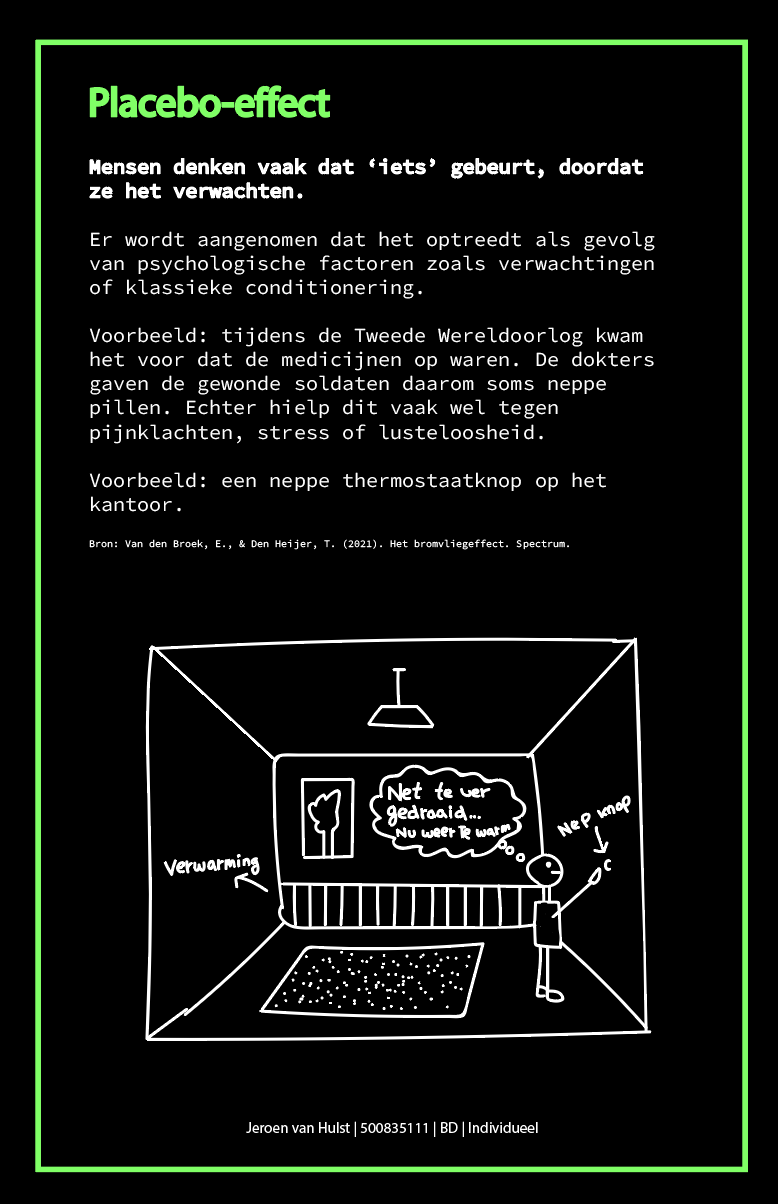 Placebo-effect
Mensen denken vaak dat ‘iets’ gebeurt, doordat
ze het verwachten.
Er wordt aangenomen dat het optreedt als gevolg
van psychologische factoren zoals verwachtingen
of klassieke conditionering.
Voorbeeld: tijdens de Tweede Wereldoorlog kwam
het voor dat de medicijnen op waren. De dokters
gaven de gewonde soldaten daarom soms neppe
pillen. Echter hielp dit vaak wel tegen
pijnklachten, stress of lusteloosheid.
Voorbeeld: een neppe thermostaatknop op het
kantoor.
Bron: Van den Broek, E., & Den Heijer, T. (2021). Het bromvliegeffect. Spectrum.
Net te ver
gedraaid...
Nu weer te warm
Nep knop
Verwarming
Jeroen van Hulst | 500835111 | BD | Individueel